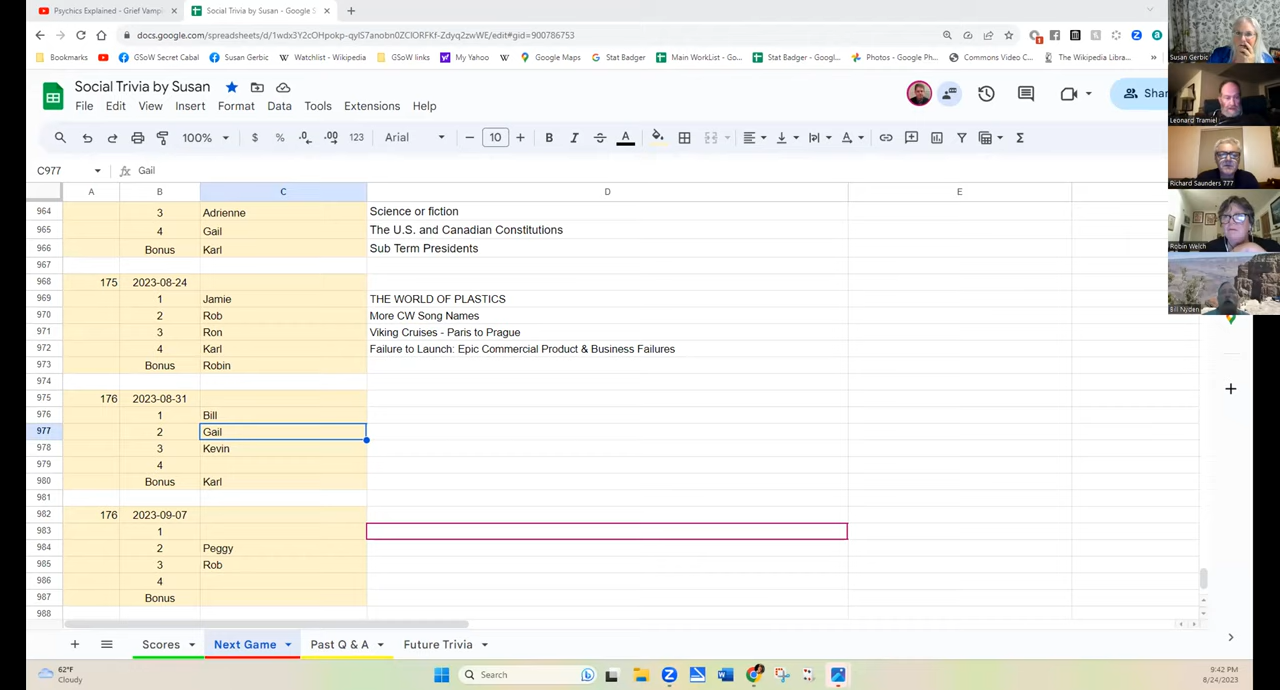 Psychics Explained - Grief Vampi
Social Trivia by Susan - Google S
docs.google.com/spreadsheets/d/1wdx3Y2cOHpokp-qyIS7anobn0ZClORFKf-Zdyq2zvWE/edit#gid=900786753
Bookmarks GSoW Secret Cabal Susan Gerbic Watchlist - Wikipedia GSoW links My Google Maps Stat Badger Main WorkList - Go... Stat Badger - Googl... Photos - Google Ph... Commons Video C... The Wikipedia Libra... »
Social Trivia by Susan
Shar
File Edit View Insert Format Data Tools Extensions Help
100% $ % .0 .00 123 Arial - 10 + B I A
C977 fx Gail
A B C D E
964 3 Adrienne Science or fiction
965 4 Gail The U.S. and Canadian Constitutions
966 Bonus Karl Sub Term Presidents
967
968 175 2023-08-24
969 1 Jamie THE WORLD OF PLASTICS
970 2 Rob More CW Song Names
971 3 Ron Viking Cruises - Paris to Prague
972 4 Karl Failure to Launch: Epic Commercial Product & Business Failures
973 Bonus Robin
974
975 176 2023-08-31
976 1 Bill
977 2 Gail
978 3 Kevin
979 4
980 Bonus Karl
981
982 176 2023-09-07
983 1
984 2 Peggy
985 3 Rob
986 4
987 Bonus
988
Scores Next Game Past Q & A Future Trivia
62°F
Cloudy
Search
9:42 PM
8/24/2023
Susan Gerbic
Leonard Tramiel
Richard Saunders 777
Robin Welch
Bill Nyden